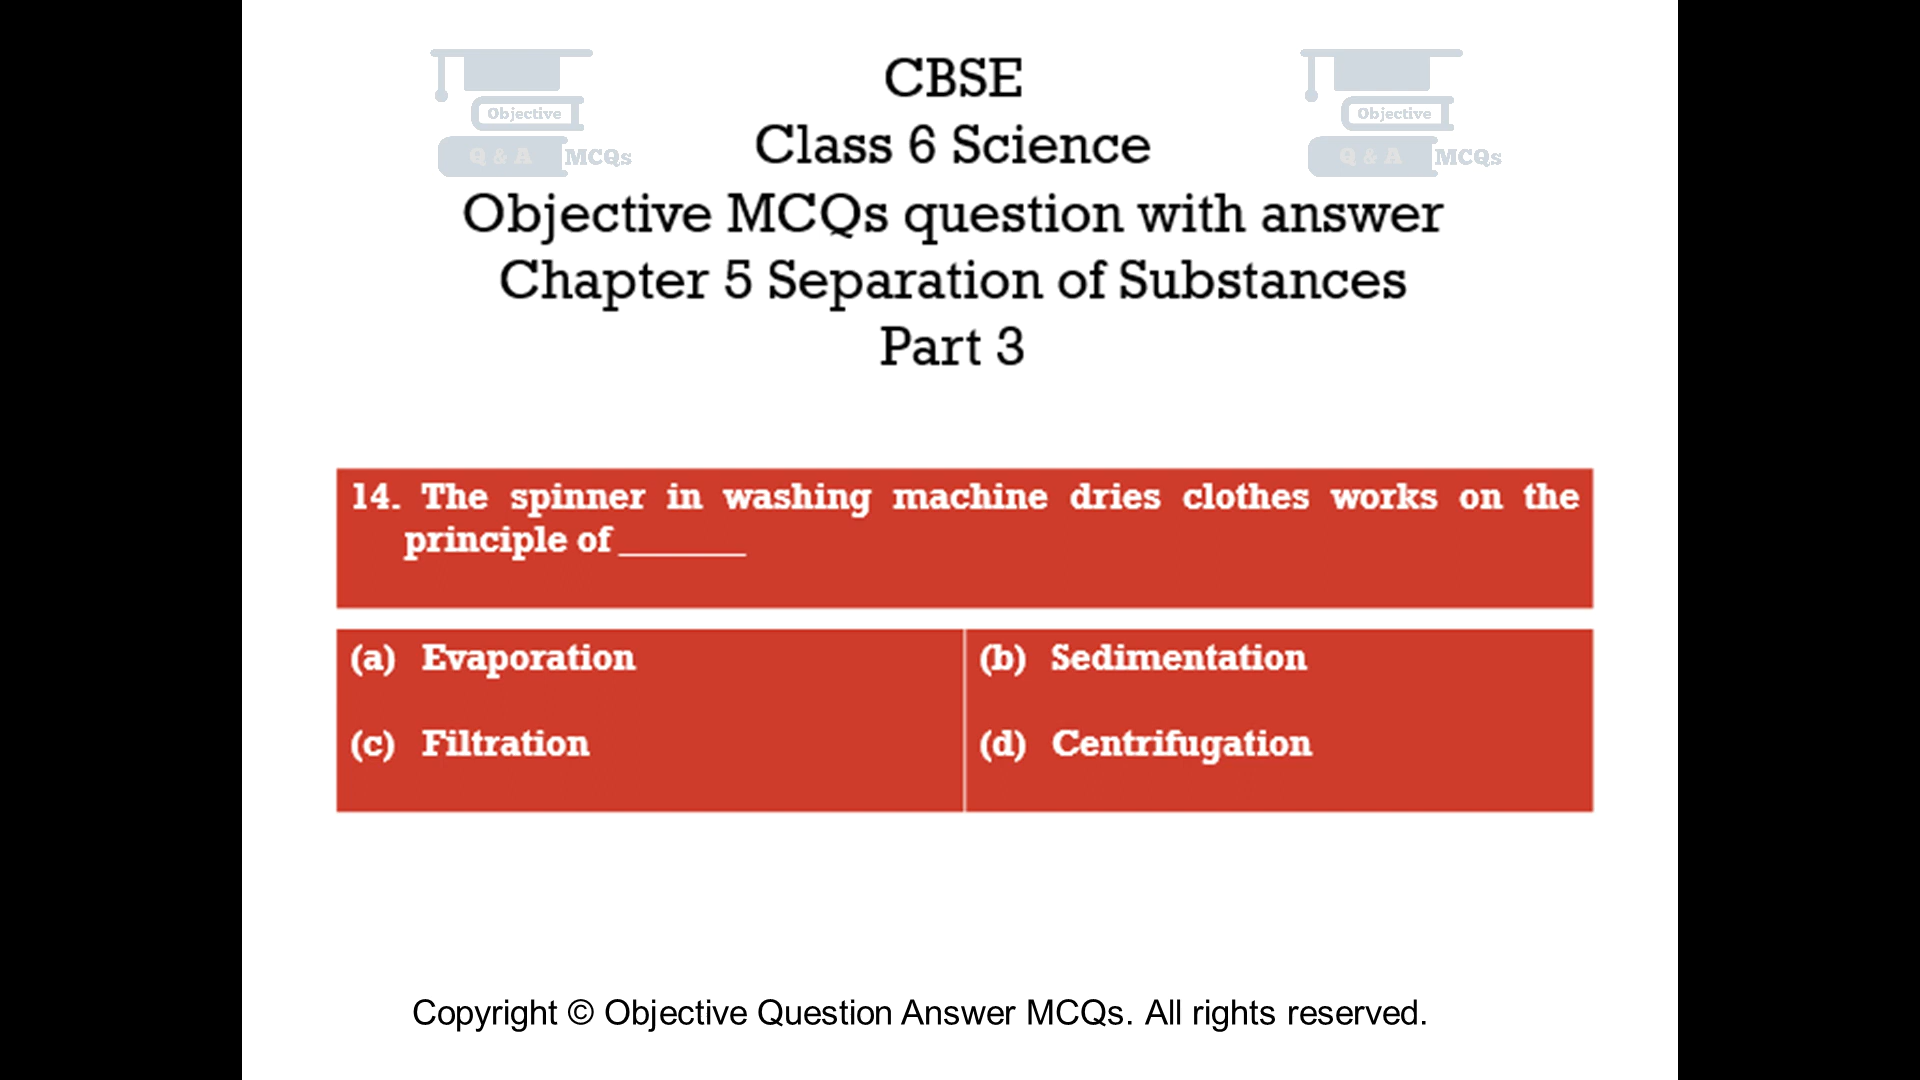 Objective
Q & A MCQs
Objective
Q & A MCQs
CBSE
Class 6 Science
Objective MCQs question with answer
Chapter 5 Separation of Substances
Part 3
14. The spinner in washing machine dries clothes works on the
principle of _______
(a) Evaporation
(b) Sedimentation
(c) Filtration
(d) Centrifugation
Copyright © Objective Question Answer MCQs. All rights reserved.